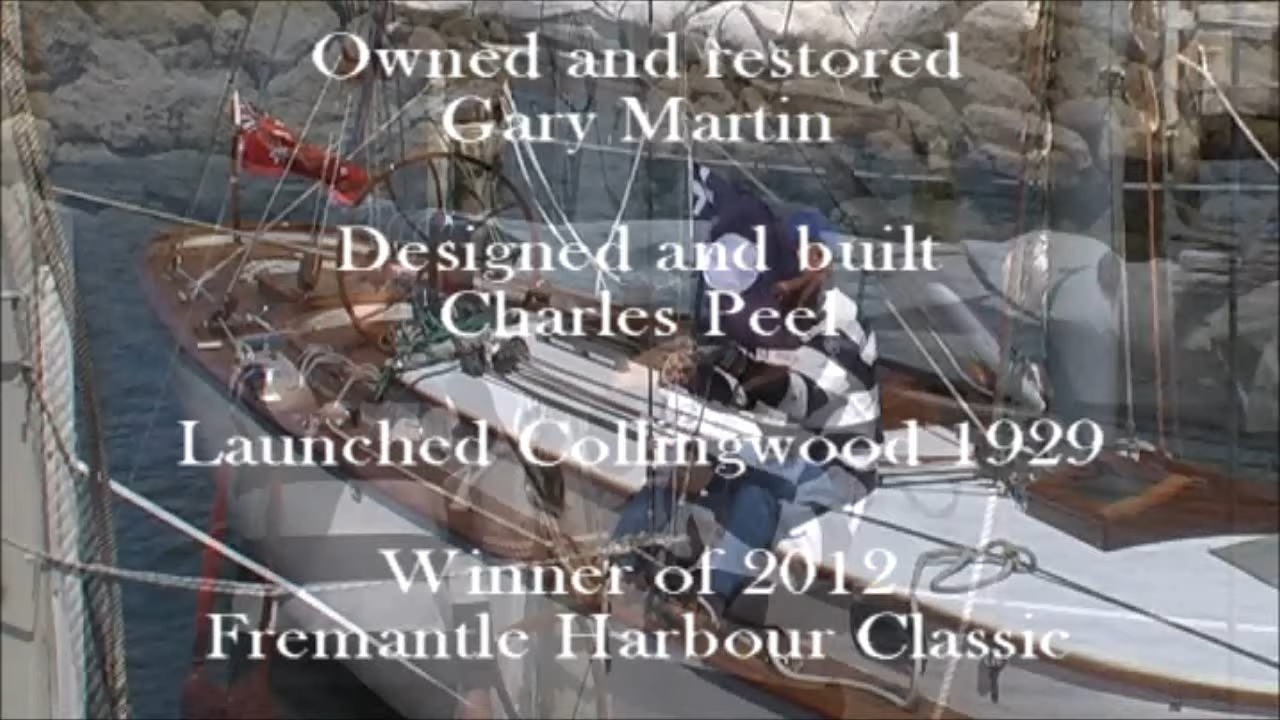 Owned and restored
Gary Martin
Designed and built
Charles Peel
Launched Collingwood 1929
Winner of 2012
Fremantle Harbour Classic